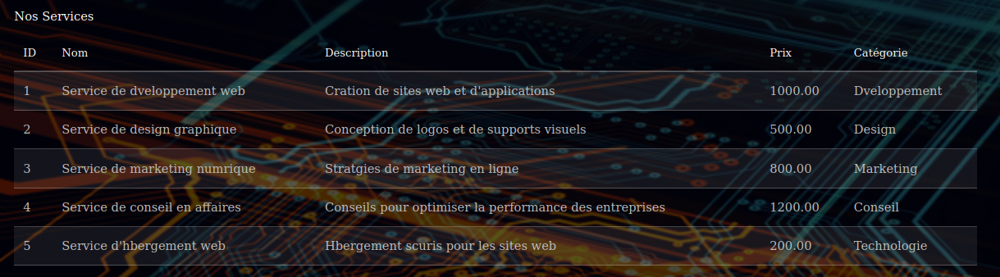 Nos Services
ID Nom Description Prix Catégorie
1 Service de dveloppement web Cration de sites web et d'applications 1000.00 Dveloppement
2 Service de design graphique Conception de logos et de supports visuels 500.00 Design
3 Service de marketing numrique Stratgies de marketing en ligne 800.00 Marketing
4 Service de conseil en affaires Conseils pour optimiser la performance des entreprises 1200.00 Conseil
5 Service d'hbergement web Hbergement scuris pour les sites web 200.00 Technologie